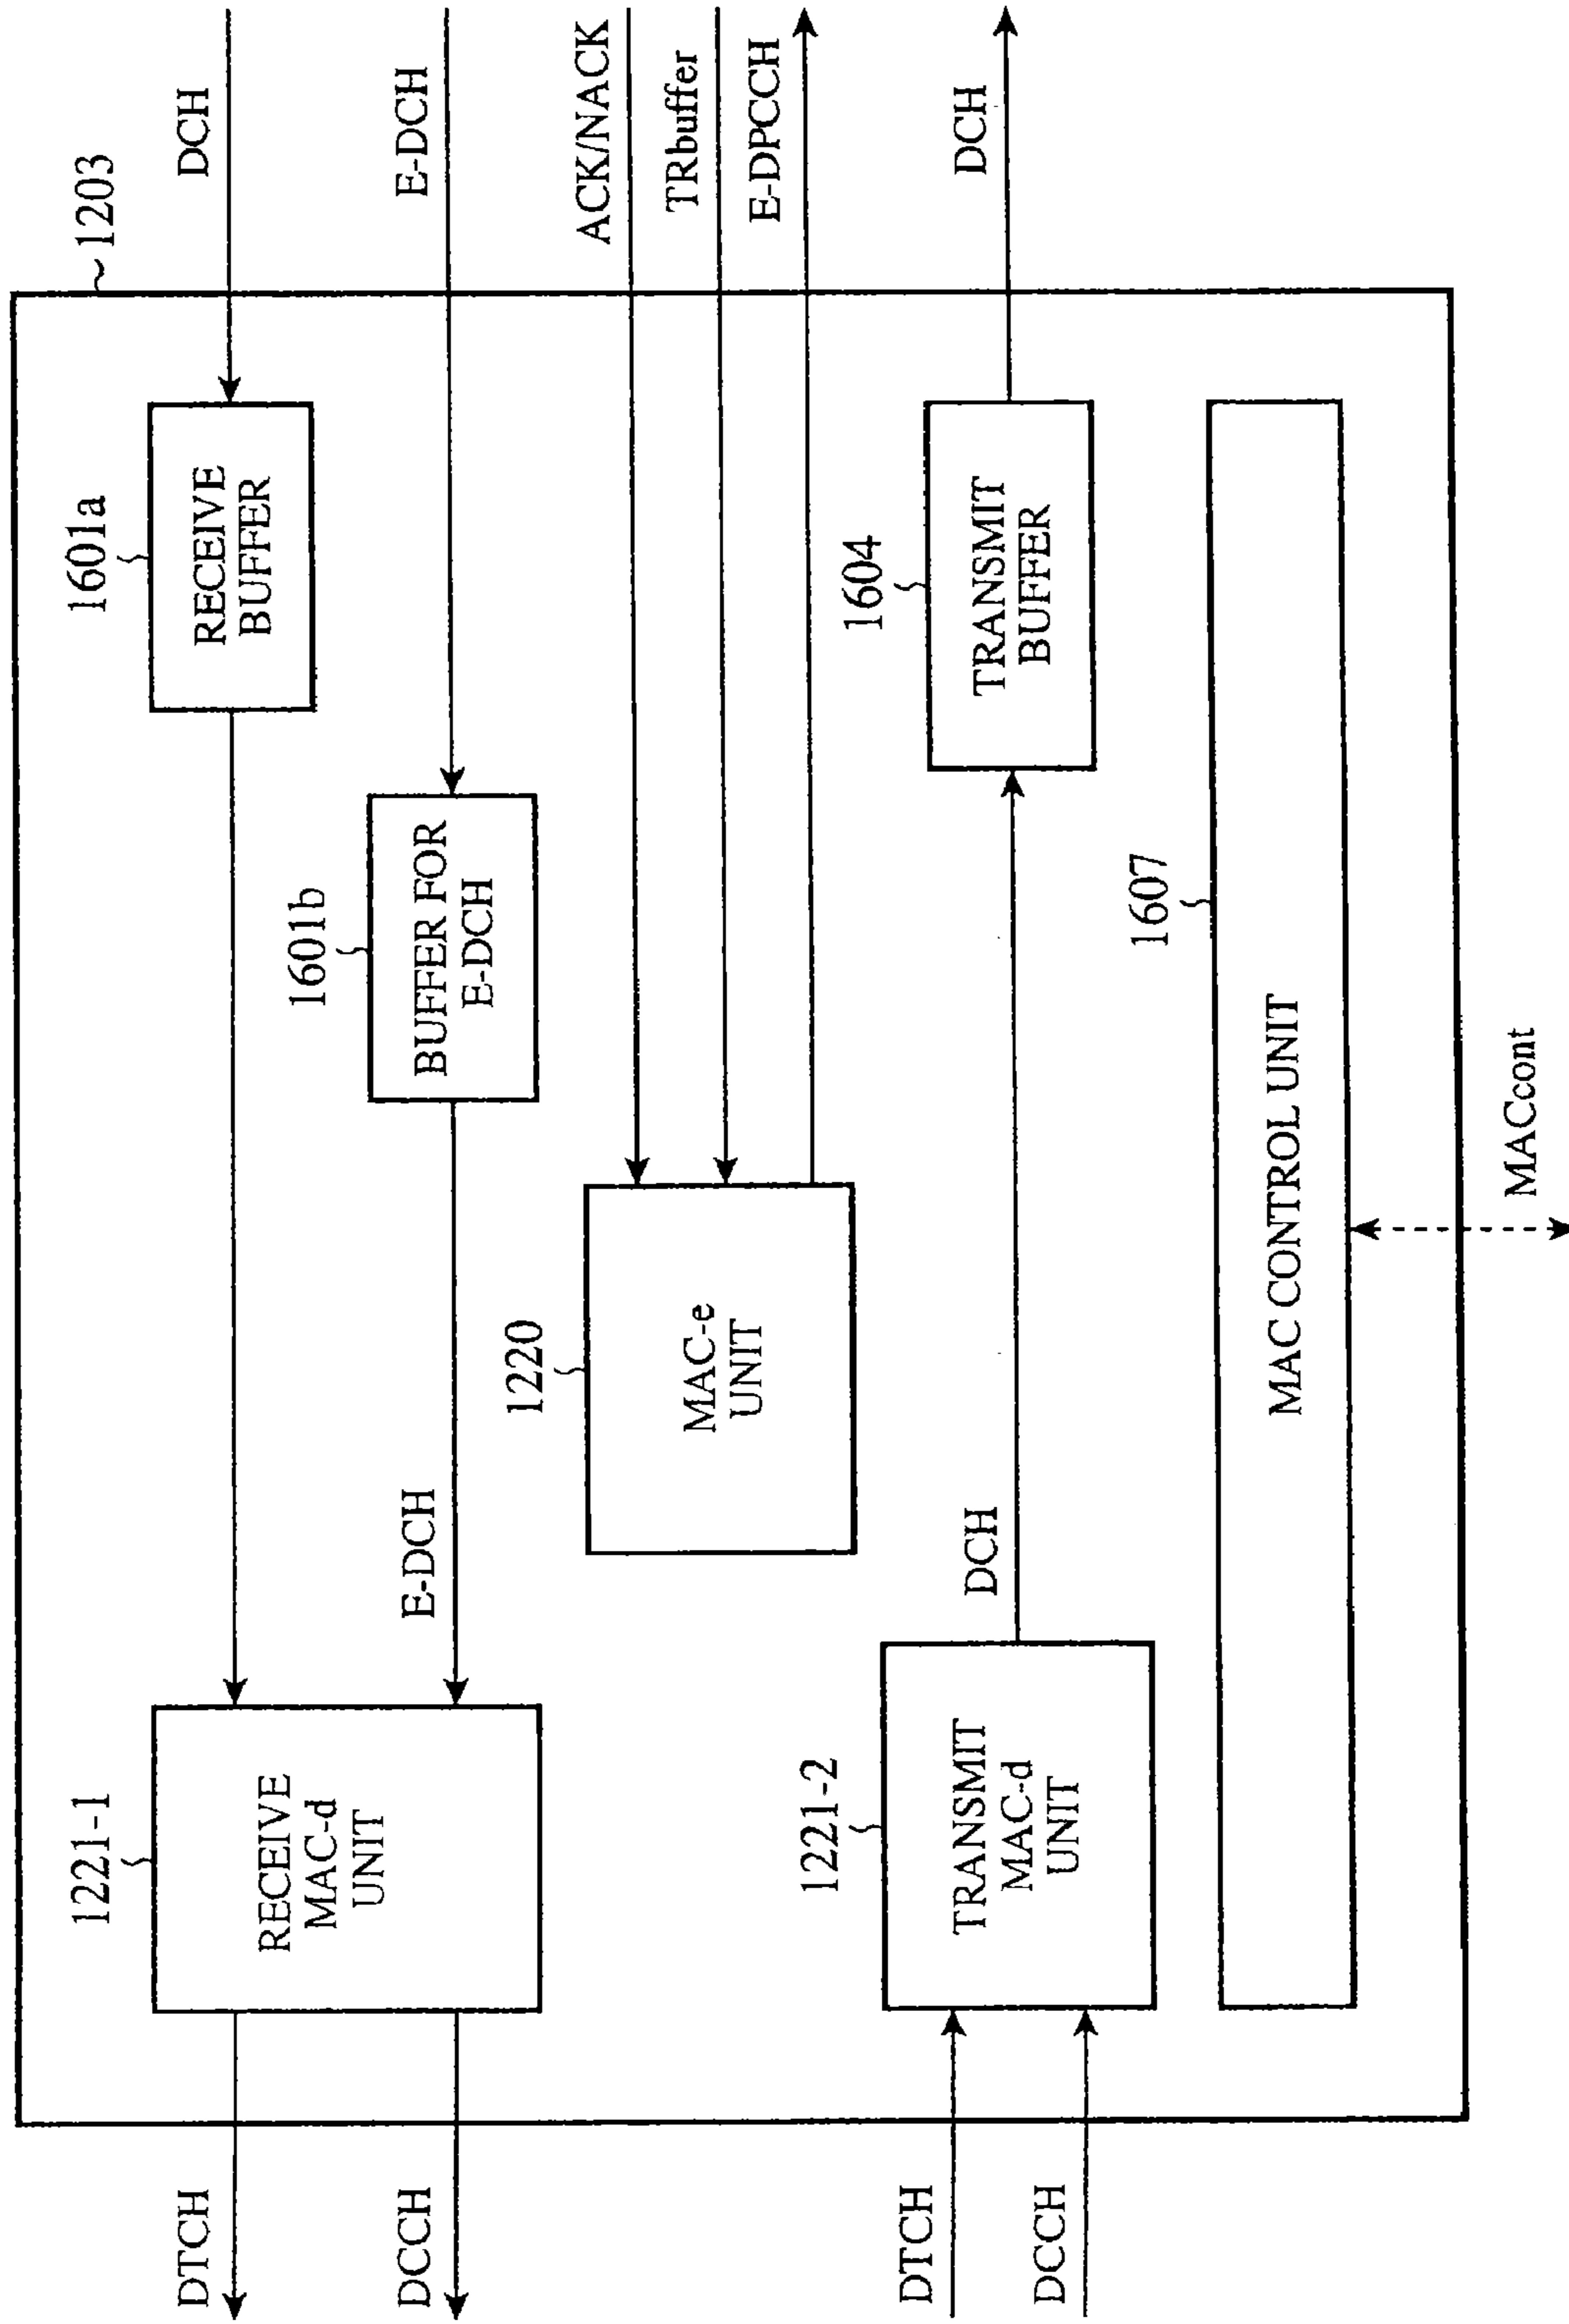 1203
DTCH
1221-1
RECEIVE
MAC-d
UNIT
1601a
RECEIVE
BUFFER
DCH
DCCH
E-DCH
1601b
BUFFER FOR
E-DCH
E-DCH
1220
MAC-e
UNIT
ACK/NACK
TRbuffer
E-DPCCH
DTCH
DCCH
1221-2
TRANSMIT
MAC-d
UNIT
DCH
1604
TRANSMIT
BUFFER
DCH
1607
MAC CONTROL UNIT
MACcont